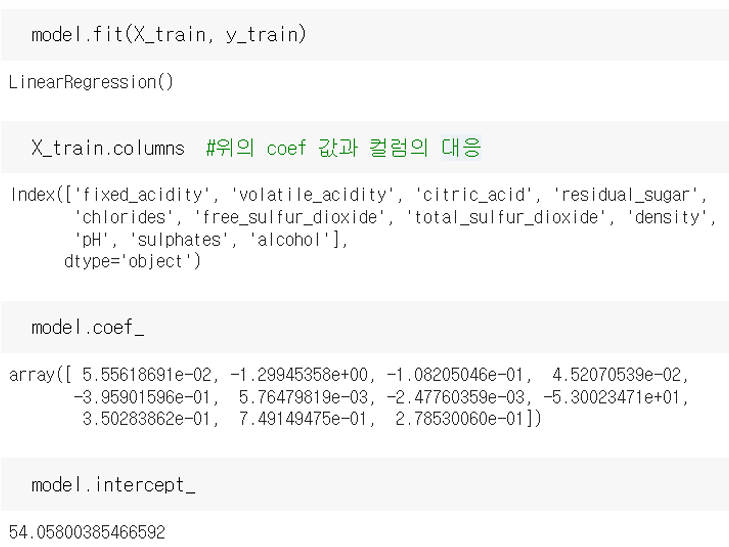 model.fit(X_train, y_train)
LinearRegression()
X_train.columns  #위의 coef 값과 컬럼의 대응
Index(['fixed_acidity', 'volatile_acidity', 'citric_acid', 'residual_sugar',
'chlorides', 'free_sulfur_dioxide', 'total_sulfur_dioxide', 'density',
'pH', 'sulphates', 'alcohol'],
dtype='object')
model.coef_
array([ 5.55618691e-02, -1.29945358e+00, -1.08205046e-01,  4.52070539e-02,
-3.95901596e-01,  5.76479819e-03, -2.47760359e-03, -5.30023471e+01,
3.50283862e-01,  7.49149475e-01,  2.78530060e-01])
model.intercept_
54.05800385466592